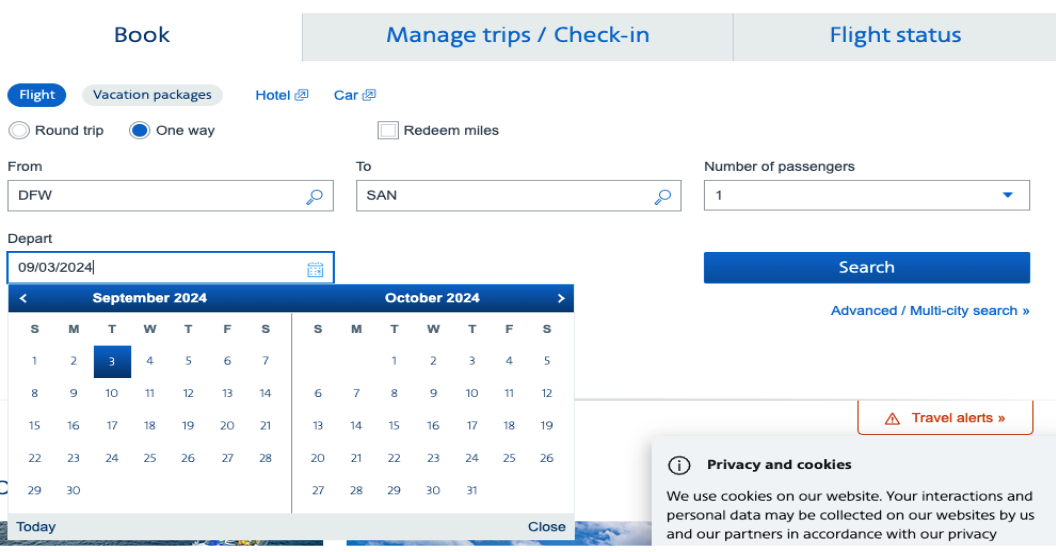 Book
Manage trips / Check-in
Flight status
Flight
Vacation packages
Hotel
Car
Round trip
One way
Redeem miles
From
To
Number of passengers
DFW
SAN
1
Depart
09/03/2024
Search
Advanced / Multi-city search »
< September 2024
October 2024 >
S M T W T F S
S M T W T F S
1 2 3 4 5 6 7
1 2 3 4 5
8 9 10 11 12 13 14
6 7 8 9 10 11 12
15 16 17 18 19 20 21
13 14 15 16 17 18 19
22 23 24 25 26 27 28
20 21 22 23 24 25 26
29 30
27 28 29 30 31
Today
Close
Travel alerts »
Privacy and cookies
We use cookies on our website. Your interactions and
personal data may be collected on our websites by us
and our partners in accordance with our privacy